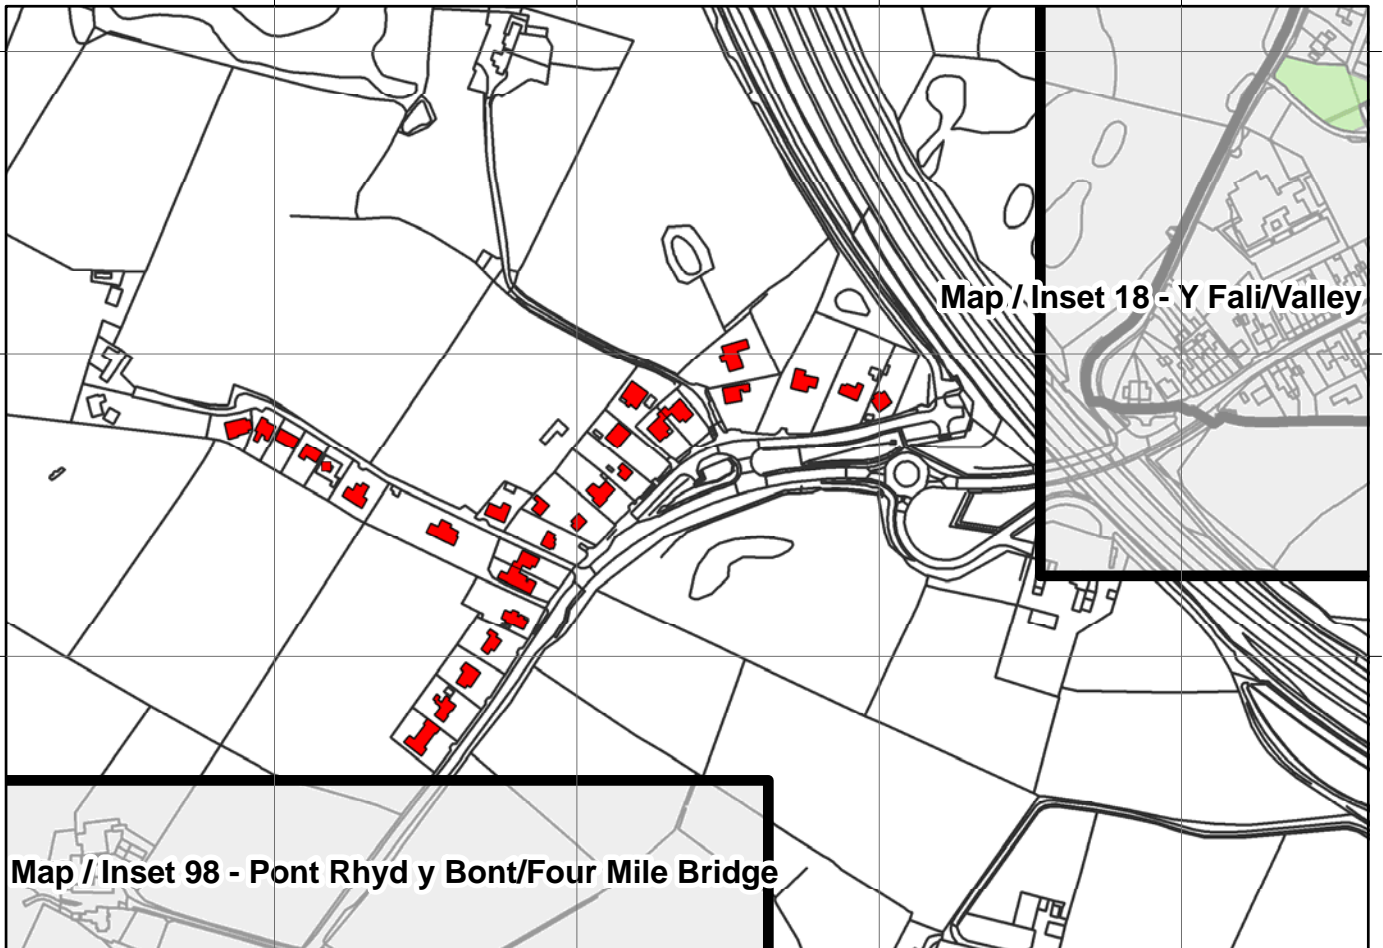 Map / Inset 18 - Y Fali/Valley
Map / Inset 98 - Pont Rhyd y Bont/Four Mile Bridge